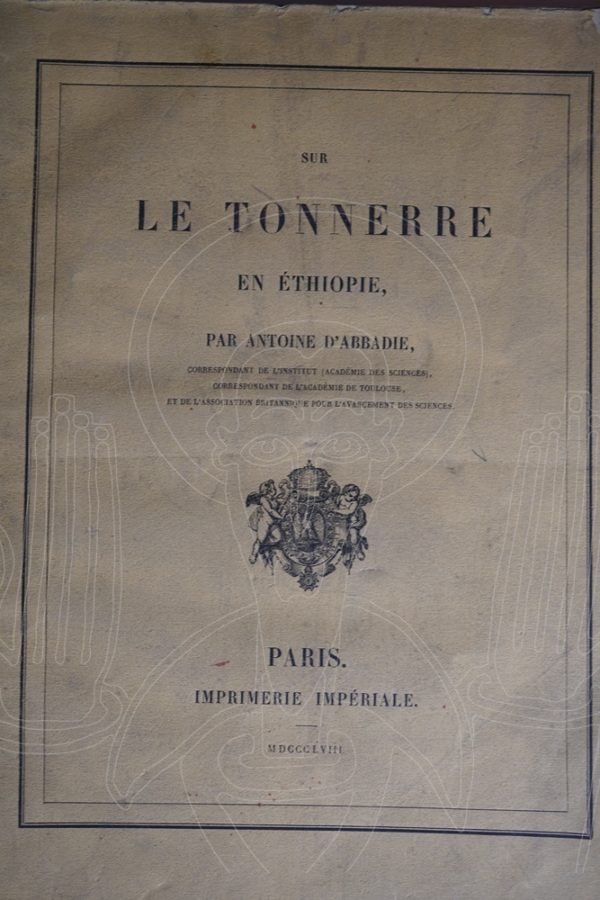 SUR
LE TONNERRE
EN ÉTHIOPIE,
PAR ANTOINE D'ABBADIE,
CORRESPONDANT DE L'INSTITUT (ACADÉMIE DES SCIENCES),
CORRESPONDANT DE L'ACADÉMIE DE TOULOUSE,
ET DE L'ASSOCIATION BRITANNIQUE POUR L'AVANCEMENT DES SCIENCES.
PARIS.
IMPRIMERIE IMPÉRIALE.
MDCCCLVIII